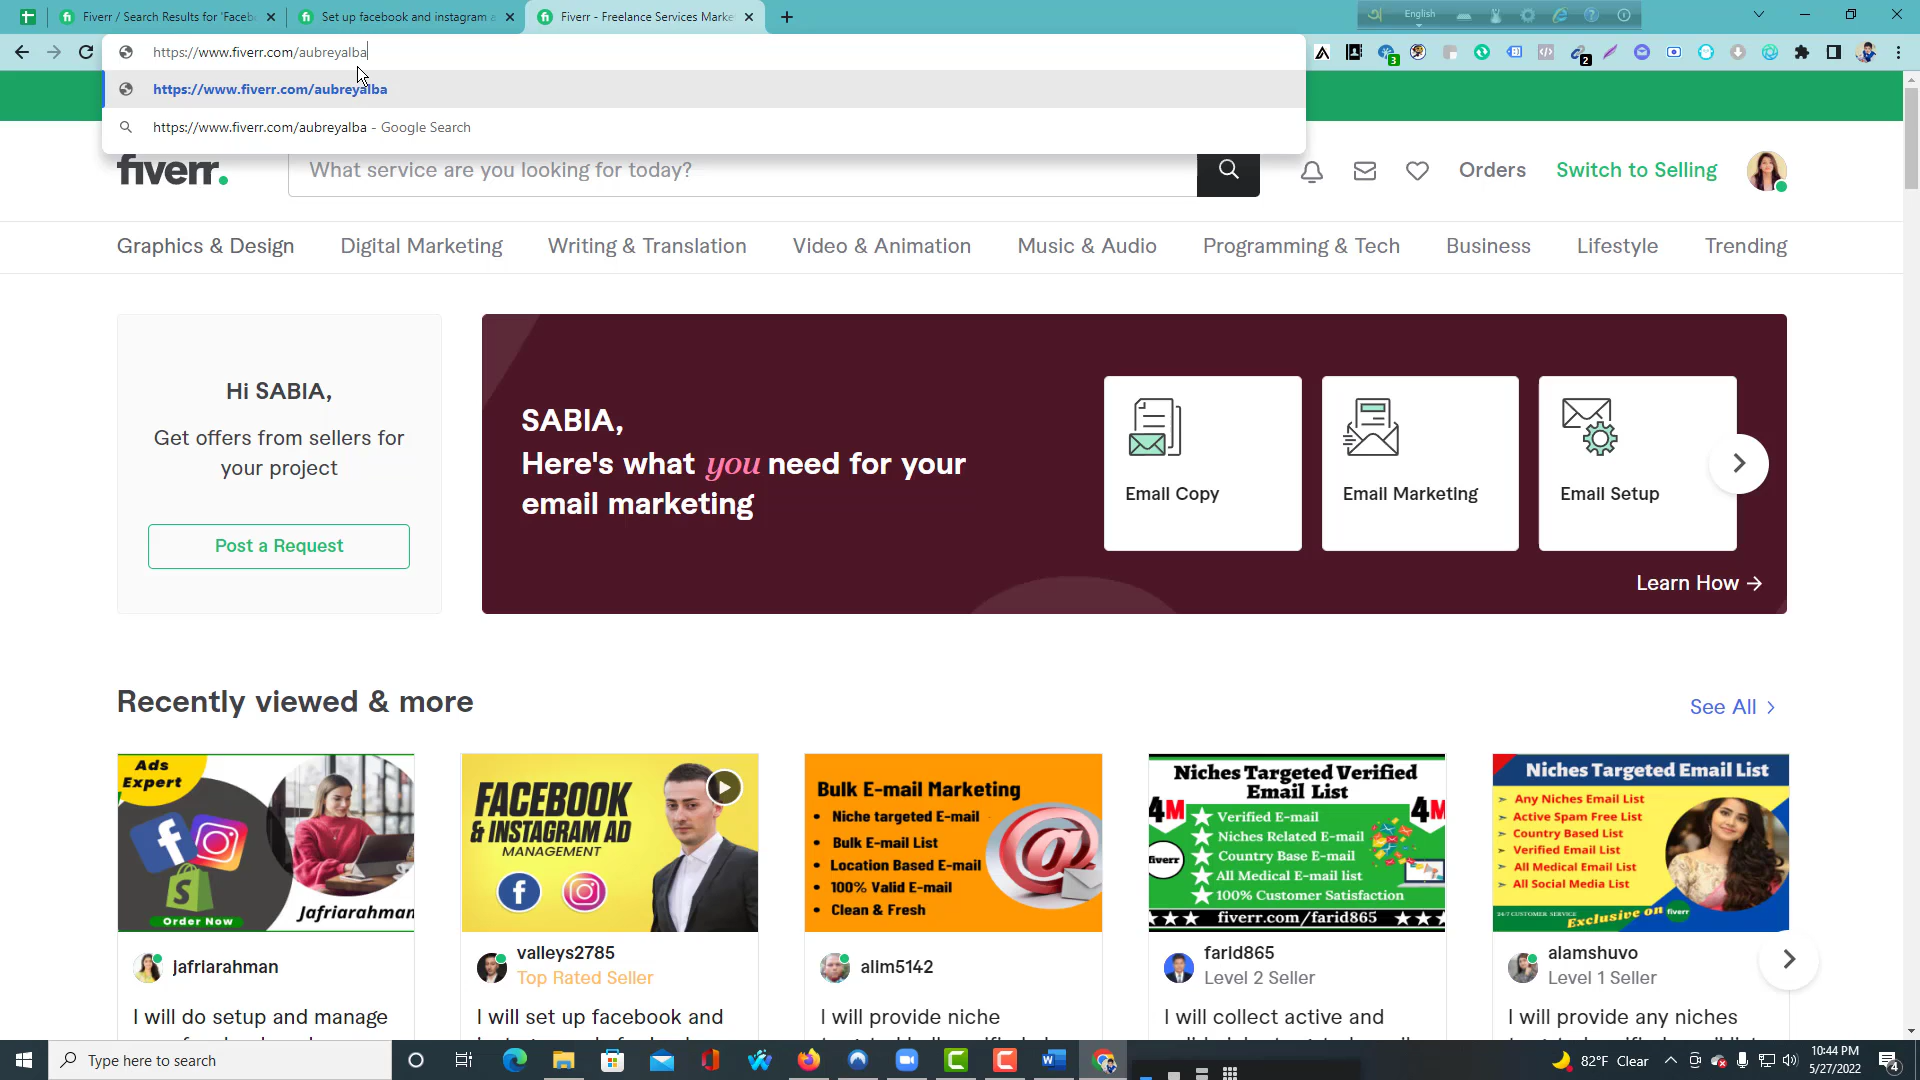 Fiverr / Search Results for 'Faceb
Set up facebook and instagram a
Fiverr - Freelance Services Marke
English
https://www.fiverr.com/aubreyalba
https://www.fiverr.com/aubreyalba
https://www.fiverr.com/aubreyalba - Google Search
3
2
fiverr.
What service are you looking for today?
Orders
Switch to Selling
Graphics & Design
Digital Marketing
Writing & Translation
Video & Animation
Music & Audio
Programming & Tech
Business
Lifestyle
Trending
Hi SABIA,
Get offers from sellers for
your project
Post a Request
SABIA,
Here's what you need for your
email marketing
Email Copy
Email Marketing
Email Setup
Learn How →
Recently viewed & more
See All
Ads
Expert
Order Now
Jafriarahman
jafriarahman
I will do setup and manage
FACEBOOK
& INSTAGRAM AD
MANAGEMENT
valleys2785
Top Rated Seller
I will set up facebook and
Bulk E-mail Marketing
• Niche targeted E-mail
• Bulk E-mail List
• Location Based E-mail
• 100% Valid E-mail
• Clean & Fresh
allm5142
I will provide niche
Niches Targeted Verified
Email List
4M
4M
Verified E-mail
Niches Related E-mail
Country Base E-mail
All Medical E-mail list
100% Customer Satisfaction
fiverr
fiverr.com/farid865
farid865
Level 2 Seller
I will collect active and
Niches Targeted Email List
Any Niches Email List
Active Spam Free List
Country Based List
Verified Email List
All Medical Email List
All Social Media List
24/7 CUSTOMER SERVICE
Exclusive on fiverr
alamshuvo
Level 1 Seller
I will provide any niches
Type here to search
82°F Clear
10:44 PM
5/27/2022
4